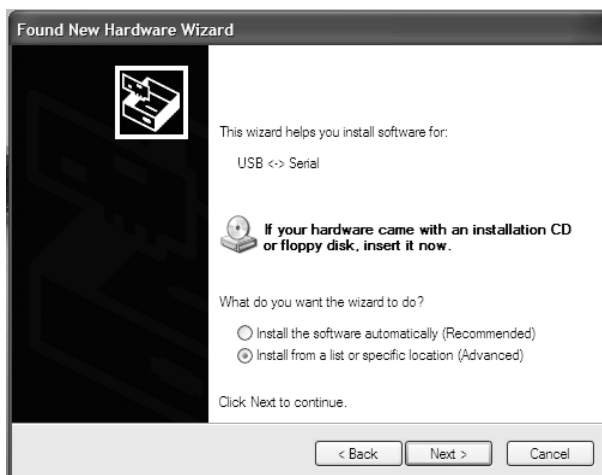 Found New Hardware Wizard
This wizard helps you install software for:
USB <-> Serial
If your hardware came with an installation CD
or floppy disk, insert it now.
What do you want the wizard to do?
Install the software automatically (Recommended)
Install from a list or specific location (Advanced)
Click Next to continue.
< Back Next > Cancel